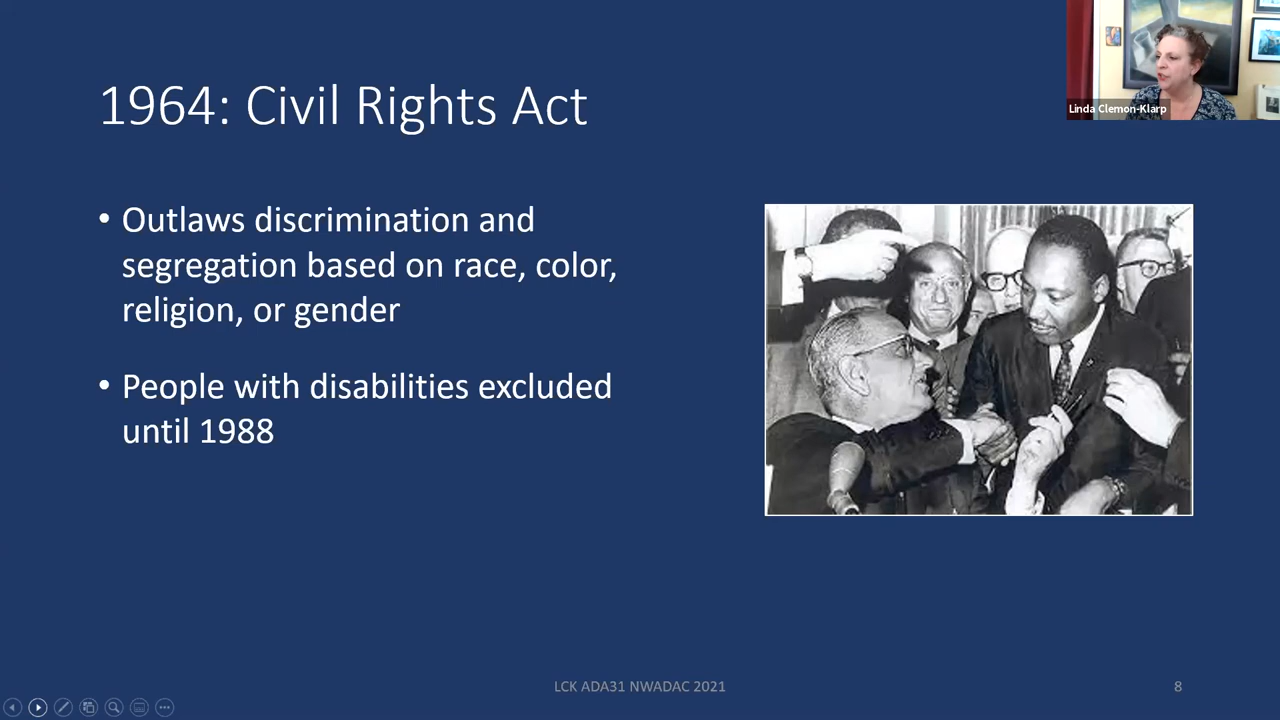 1964: Civil Rights Act
Linda Clemon-Klarp
• Outlaws discrimination and
segregation based on race, color,
religion, or gender
• People with disabilities excluded
until 1988
LCK ADA31 NWADAC 2021
8